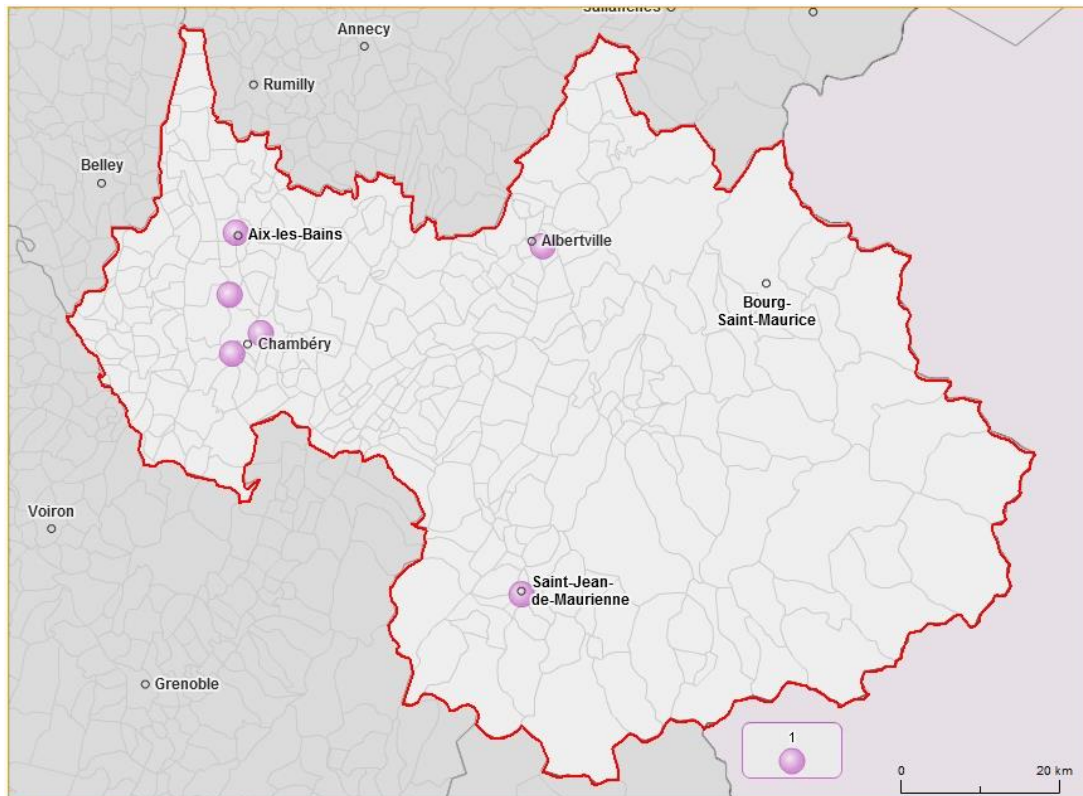 Annecy
Rumilly
Belley
Aix-les-Bains
Albertville
Bourg-
Saint-Maurice
Chambéry
Voiron
Saint-Jean-
de-Maurienne
Grenoble
1
0
20 km